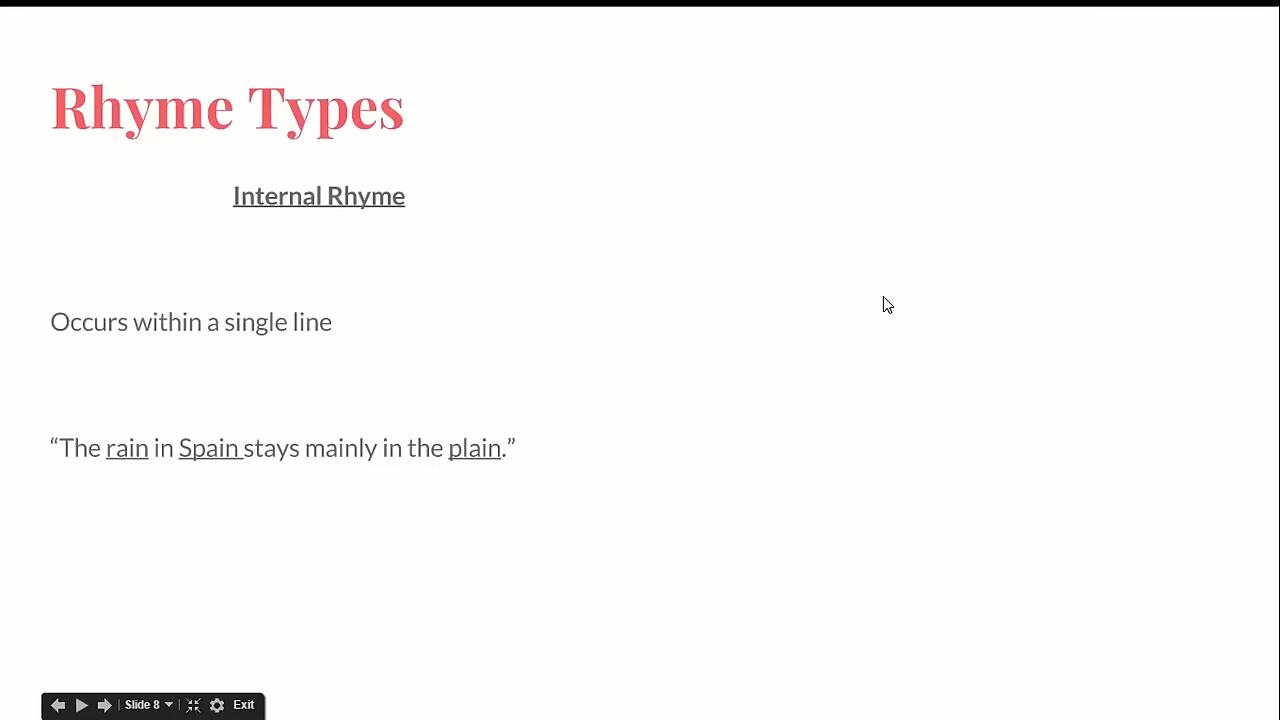 Rhyme Types
Internal Rhyme
Occurs within a single line
“The rain in Spain stays mainly in the plain.”
Slide 8
Exit